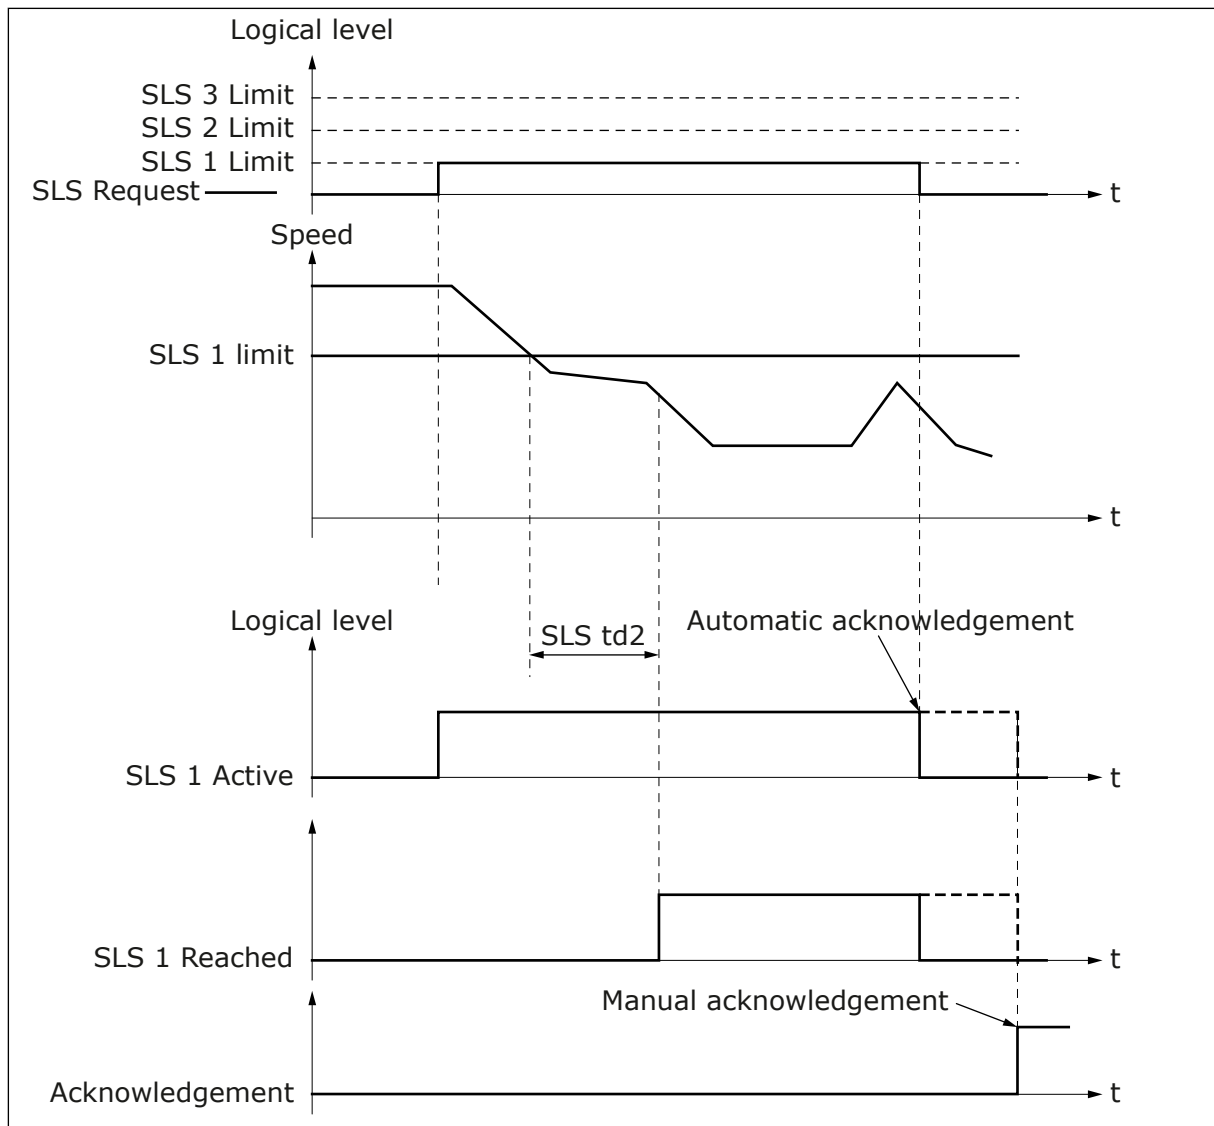 Logical level
SLS 3 Limit
SLS 2 Limit
SLS 1 Limit
SLS Request
t
Speed
SLS 1 limit
t
Logical level
SLS td2
Automatic acknowledgement
SLS 1 Active
t
SLS 1 Reached
t
Manual acknowledgement
Acknowledgement
t